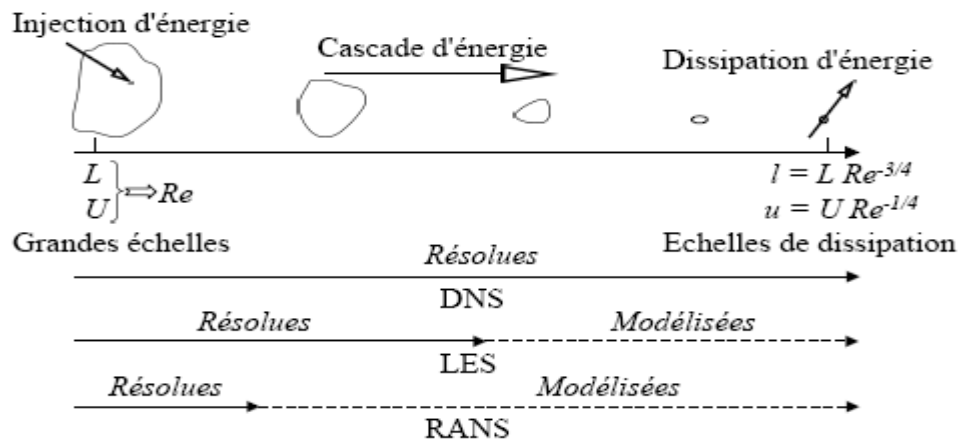 Injection d'énergie
Cascade d'énergie
Dissipation d'énergie
L
U
⇒Re
l = L Re-3/4
u = U Re-1/4
Grandes échelles
Echelles de dissipation
Résolues
DNS
Résolues Modélisées
LES
Résolues Modélisées
RANS